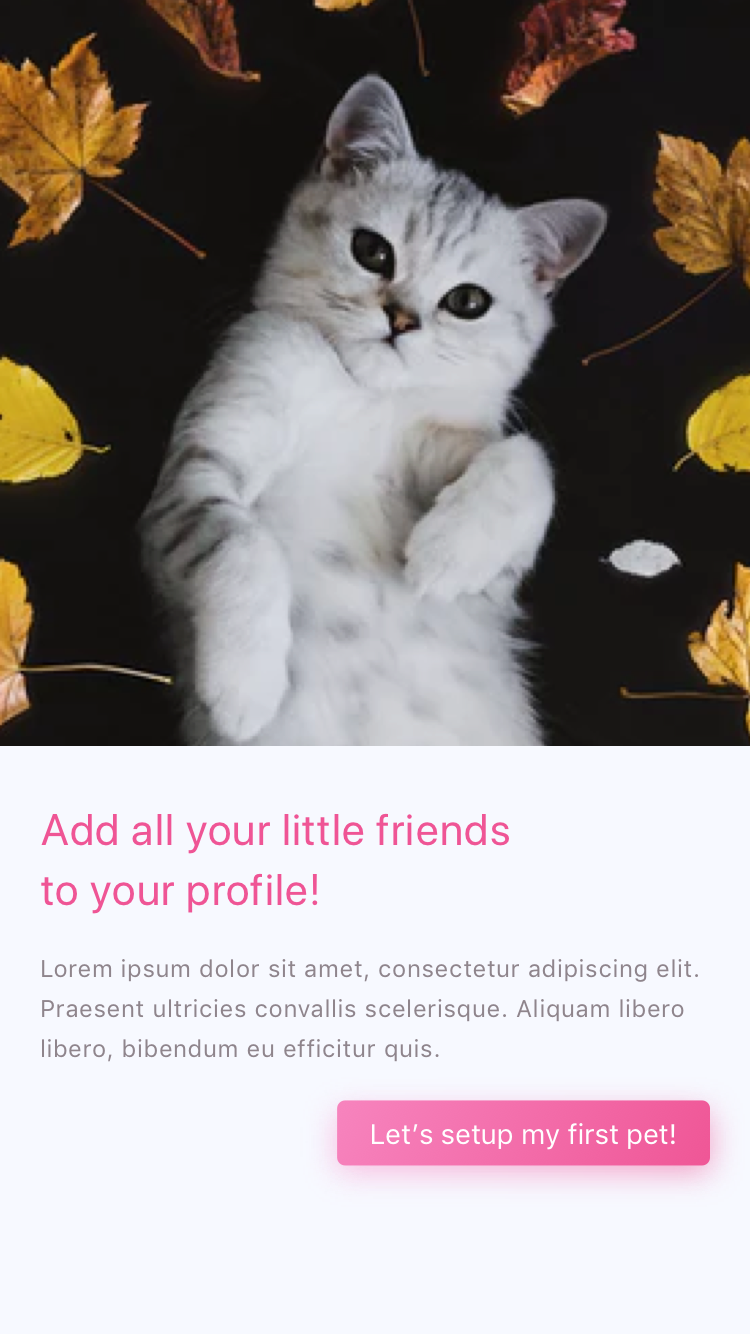 Add all your little friends
to your profile!
Lorem ipsum dolor sit amet, consectetur adipiscing elit.
Praesent ultricies convallis scelerisque. Aliquam libero
libero, bibendum eu efficitur quis.
Let’s setup my first pet!